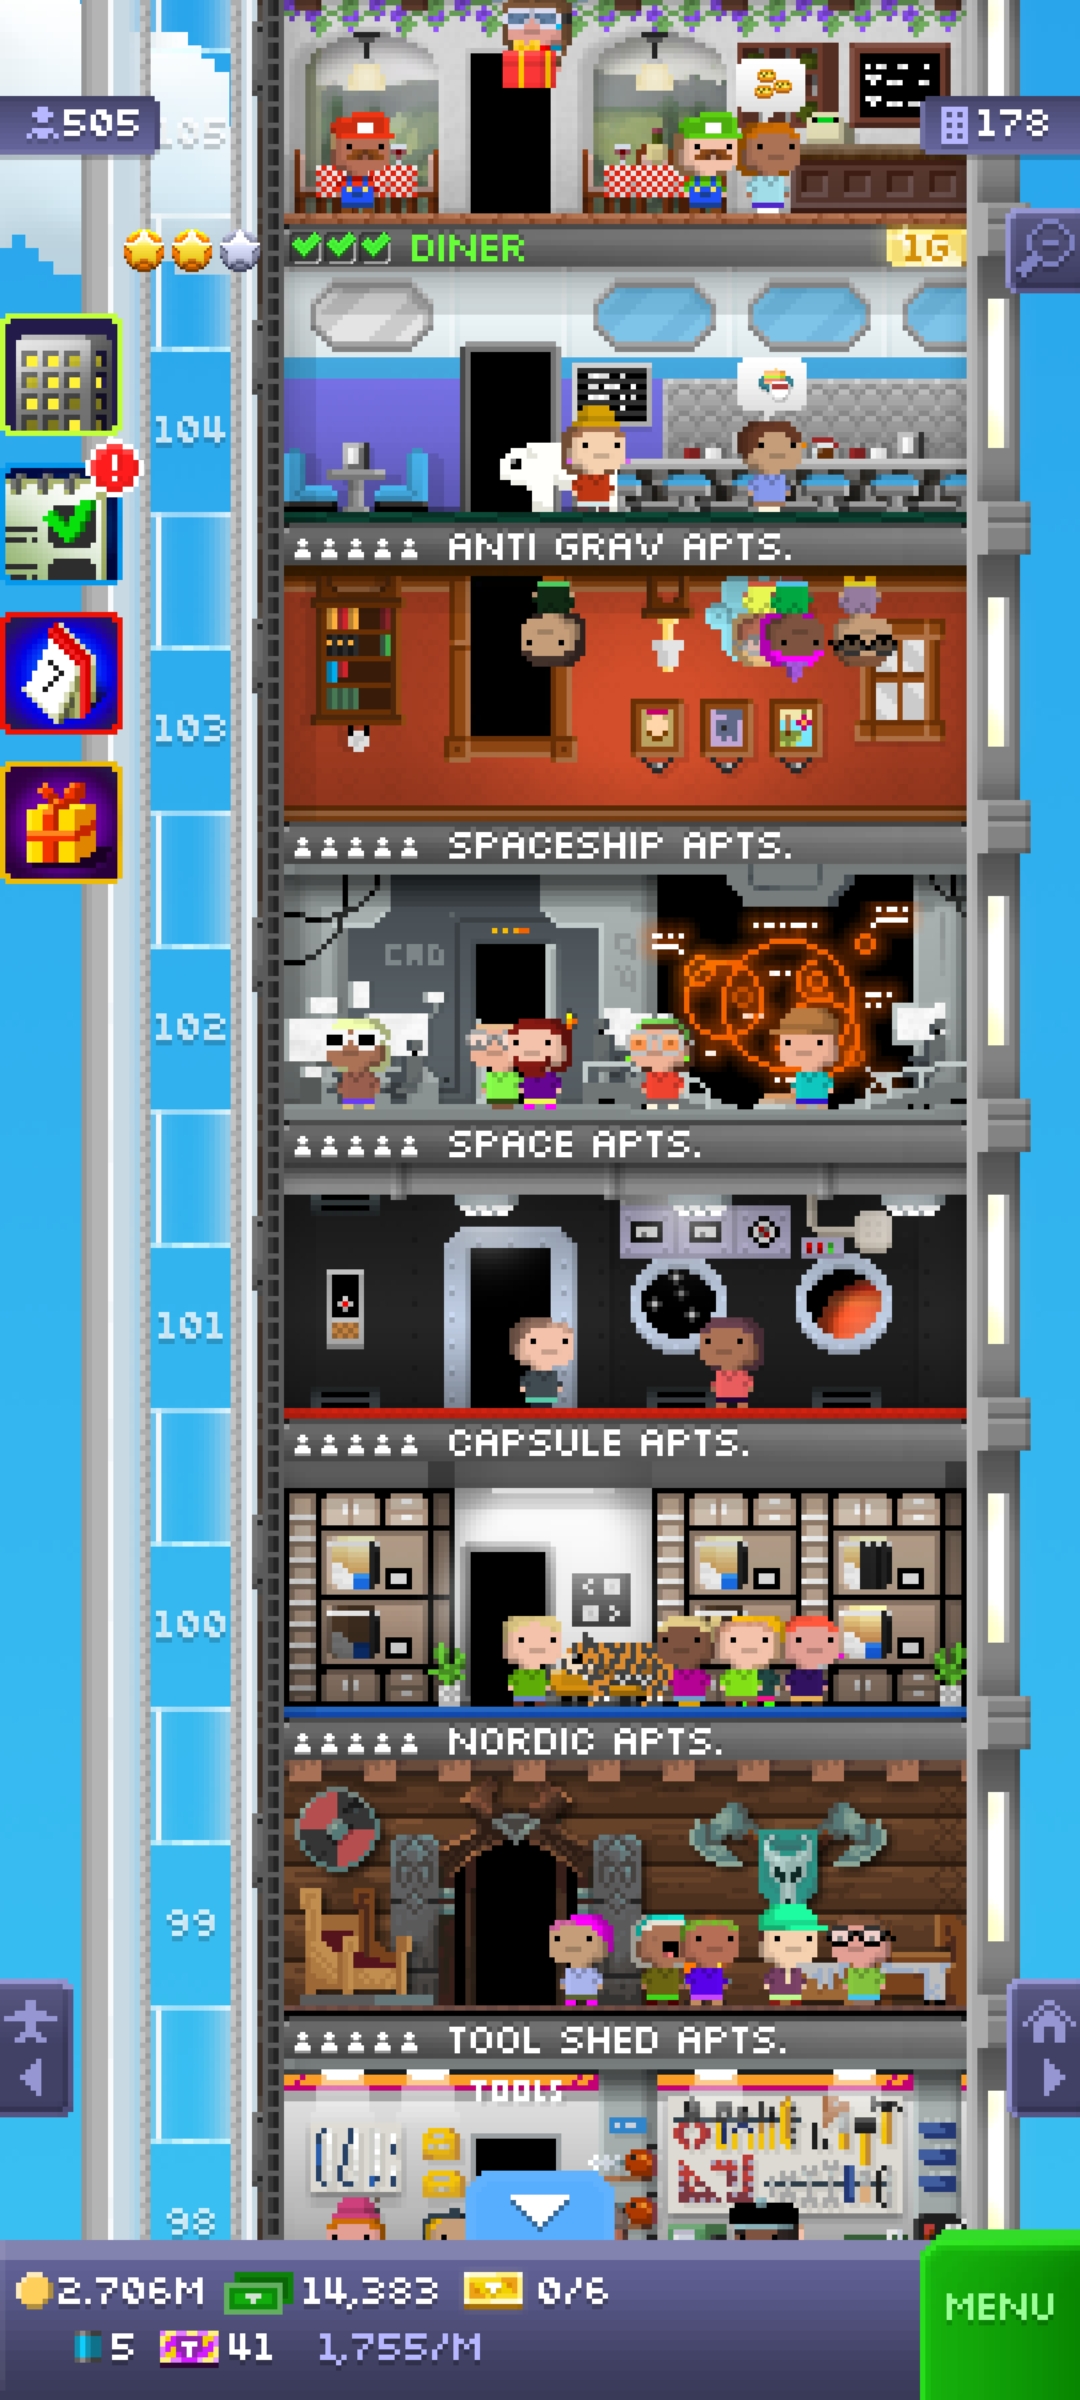 505
105
178
DINER
1G
104
ANTI GRAV APTS.
103
SPACESHIP APTS.
CMD
94
102
SPACE APTS.
101
CAPSULE APTS.
100
NORDIC APTS.
99
TOOL SHED APTS.
TOOLS
98
2.706M 14,383 0/6
5 41 1,755/M
MENU